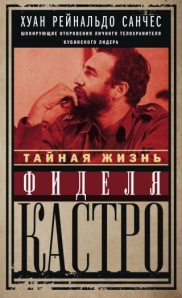 ХУАН РЕЙНАЛЬДО САНЧЕС
ШОКИРУЮЩИЕ ОТКРОВЕНИЯ ЛИЧНОГО ТЕЛОХРАНИТЕЛЯ
КУБИНСКОГО ЛИДЕРА
ТАЙНАЯ ЖИЗНЬ
ФИДЕЛЯ
КАСТРО